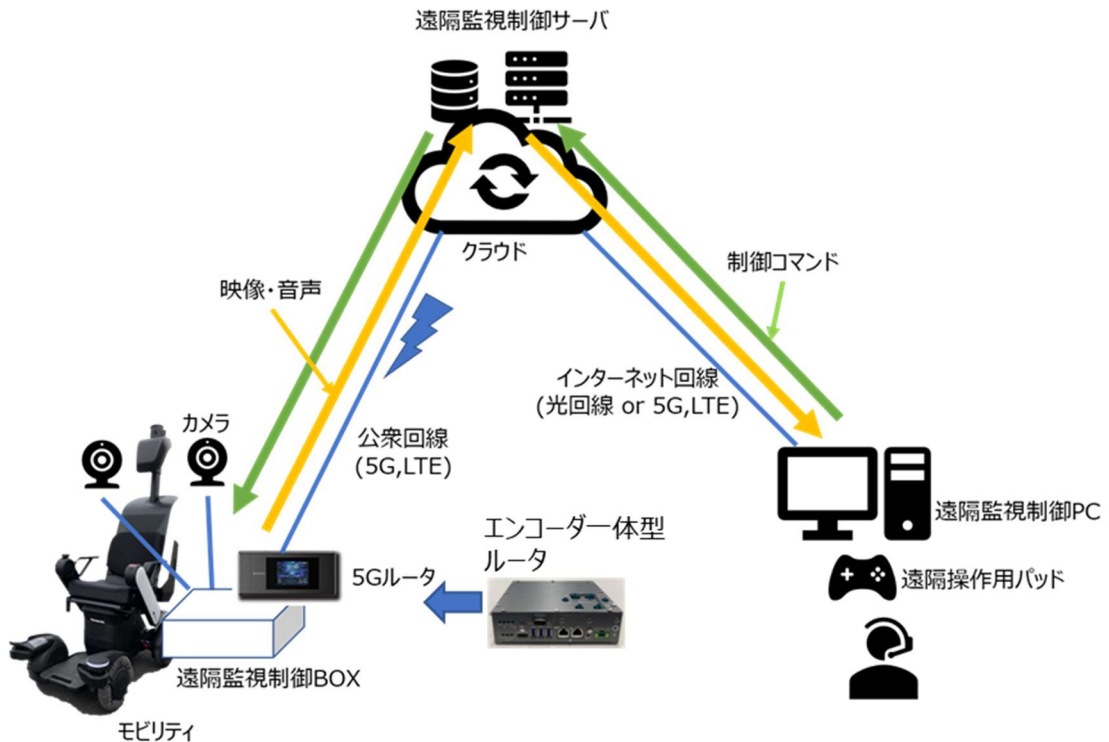 遠隔監視制御サーバ
クラウド
映像・音声
制御コマンド
インターネット回線
(光回線 or 5G,LTE)
カメラ
公衆回線
(5G,LTE)
エンコーダ一体型
ルータ
5Gルータ
遠隔監視制御PC
遠隔操作用パッド
遠隔監視制御BOX
モビリティ